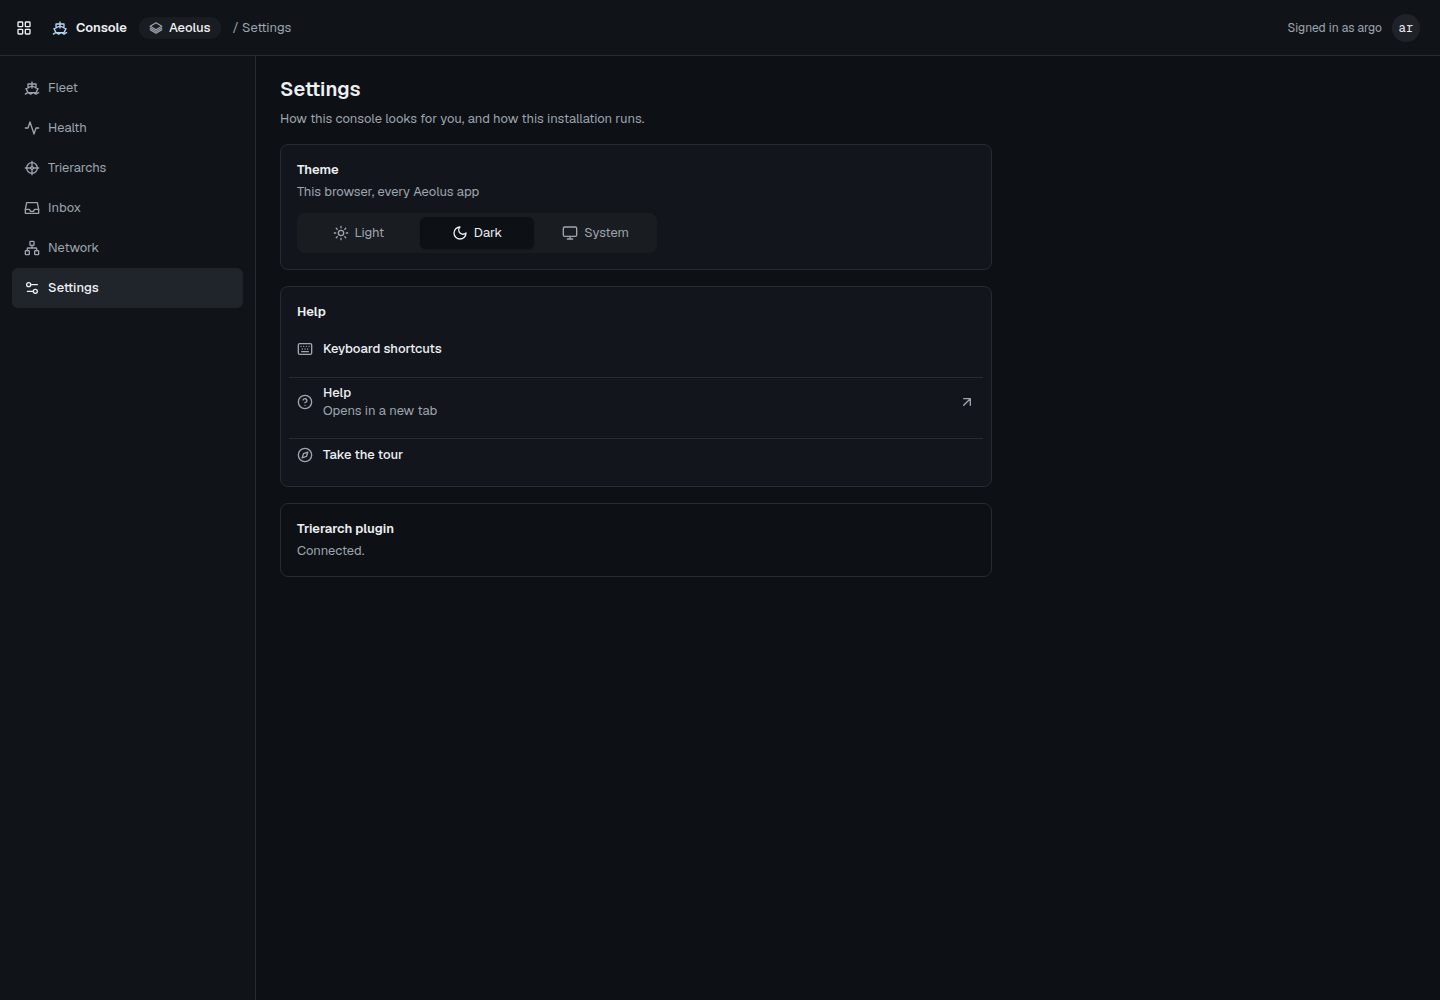 Console
Aeolus
/ Settings
Signed in as argo
ar
Fleet
Health
Trierarchs
Inbox
Network
Settings
Settings
How this console looks for you, and how this installation runs.
Theme
This browser, every Aeolus app
Light
Dark
System
Help
Keyboard shortcuts
Help
Opens in a new tab
Take the tour
Trierarch plugin
Connected.